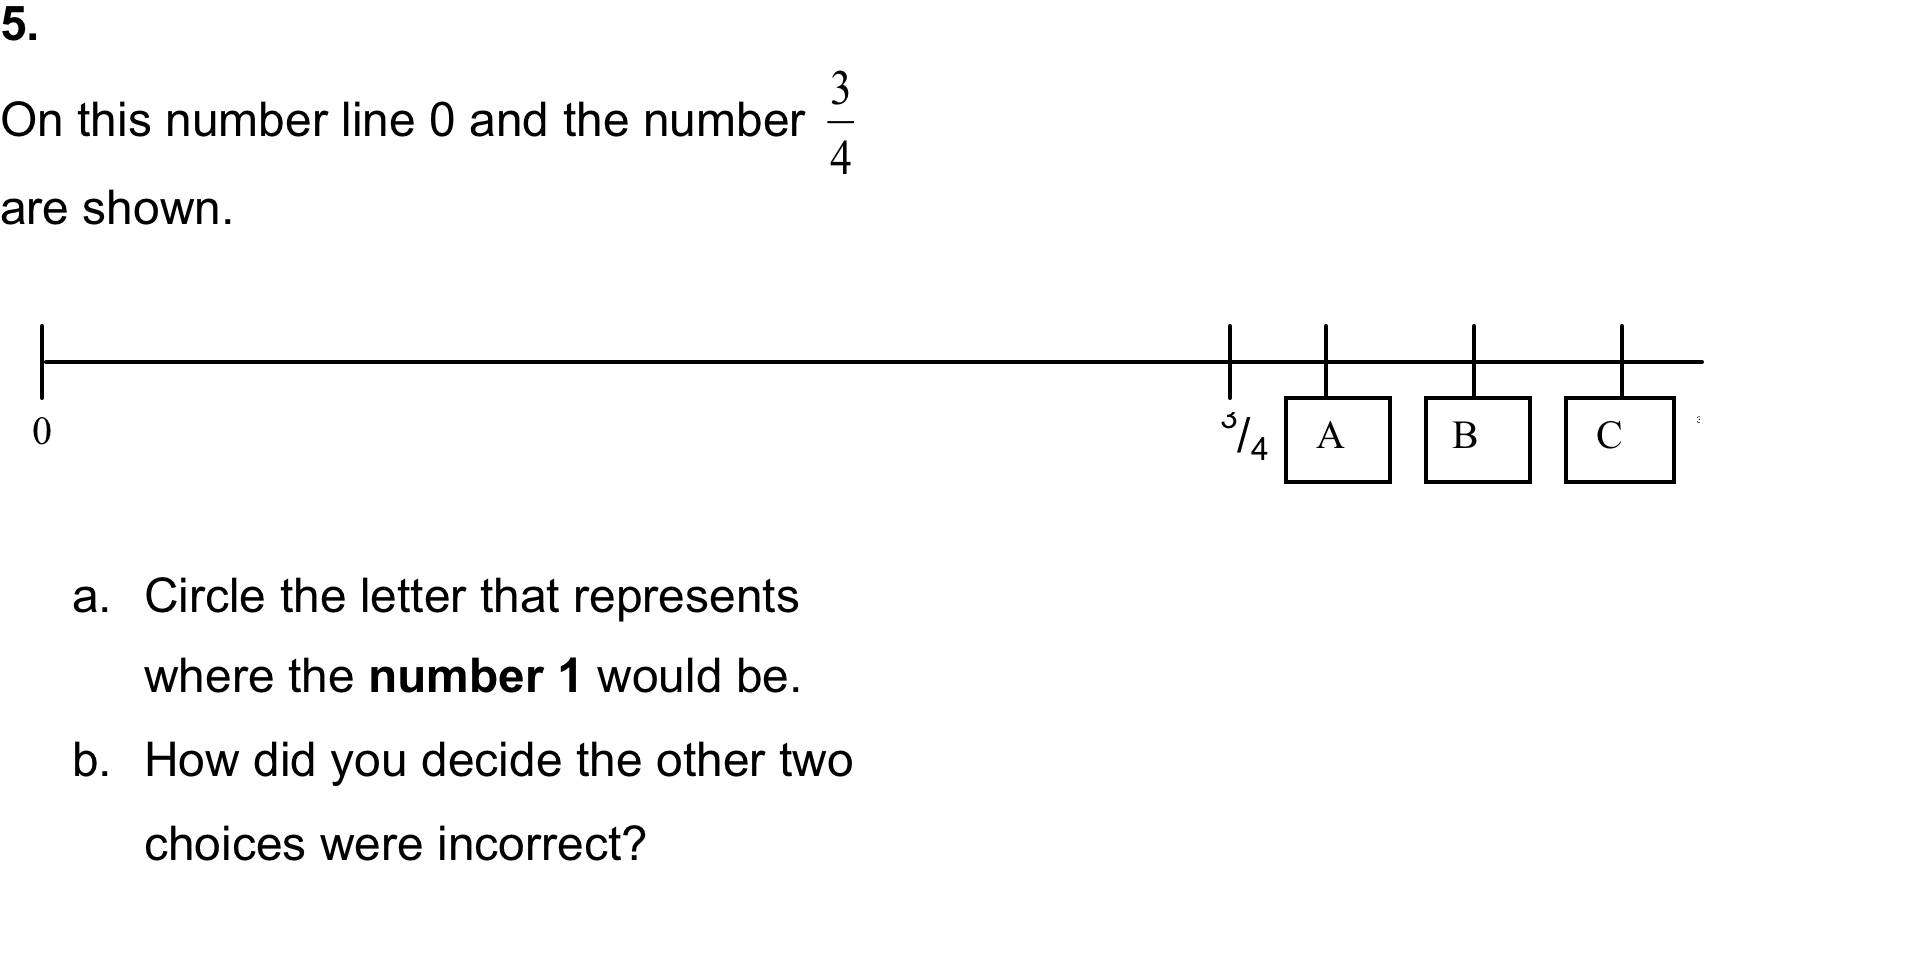 5.
On this number line 0 and the number 3/4
are shown.
0 3/4 A B C 3
a. Circle the letter that represents
where the number 1 would be.
b. How did you decide the other two
choices were incorrect?